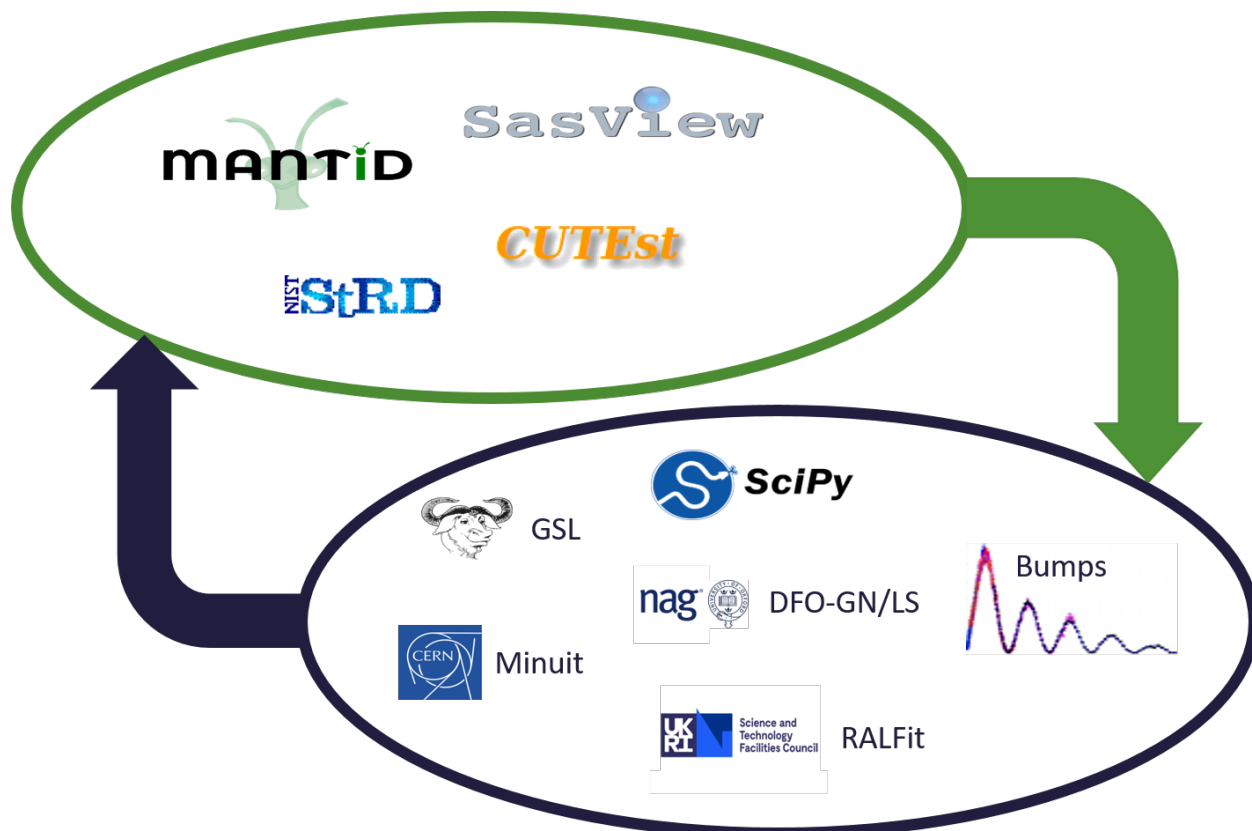 SasView
MANTiD
CUTEst
NIST
StRD
SciPy
GSL
Bumps
nag
DFO-GN/LS
CERN
Minuit
UK
RI
Science and
Technology
Facilities Council
RALFit